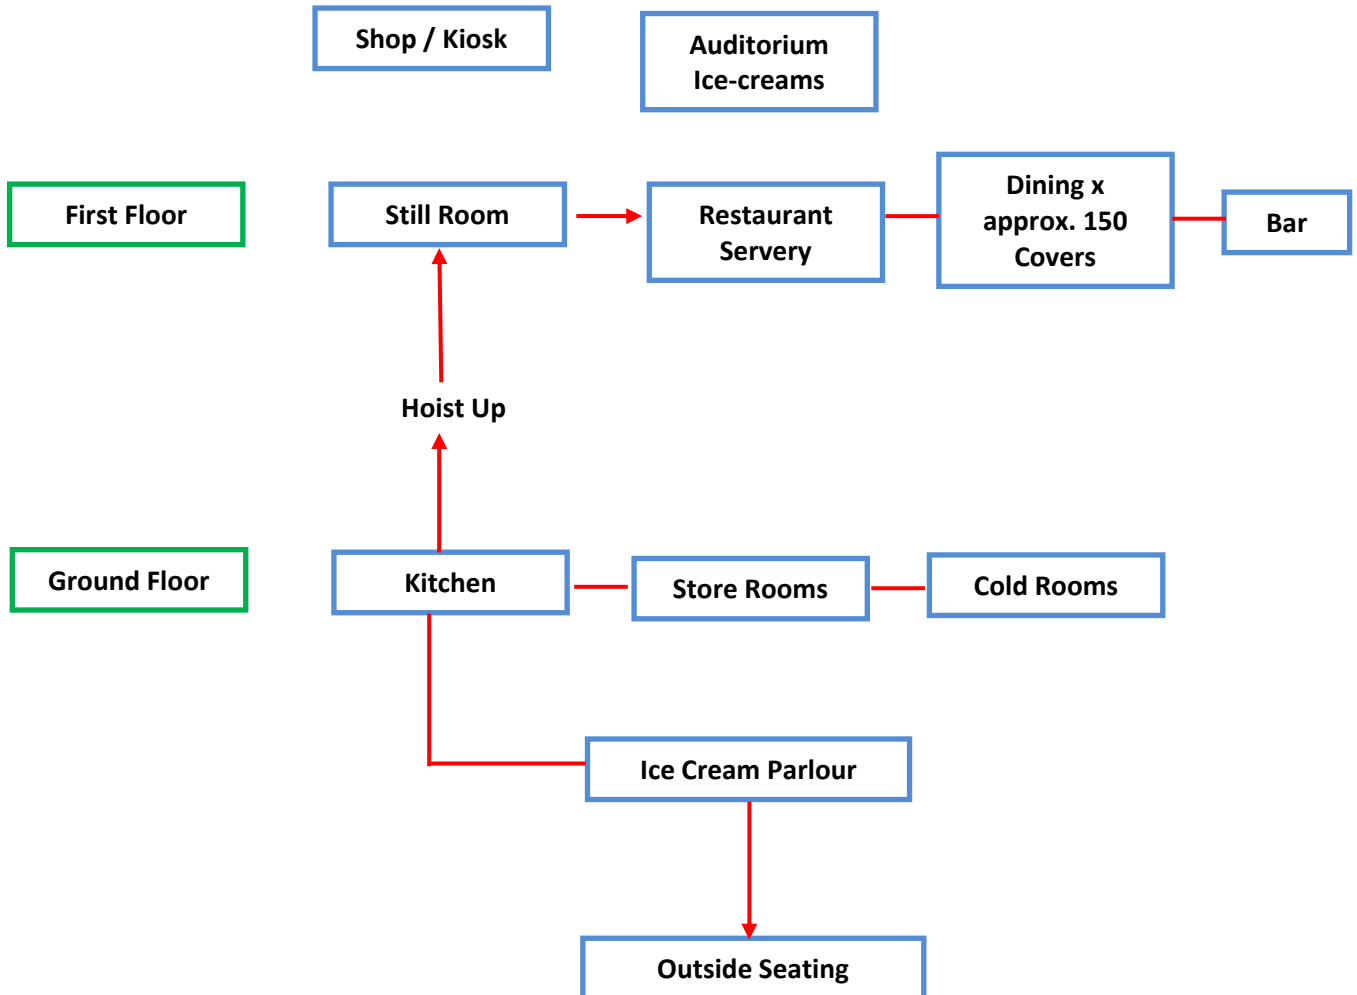 Shop / Kiosk
Auditorium
Ice-creams
First Floor
Still Room
Restaurant
Servery
Dining x
approx. 150
Covers
Bar
Hoist Up
Ground Floor
Kitchen
Store Rooms
Cold Rooms
Ice Cream Parlour
Outside Seating